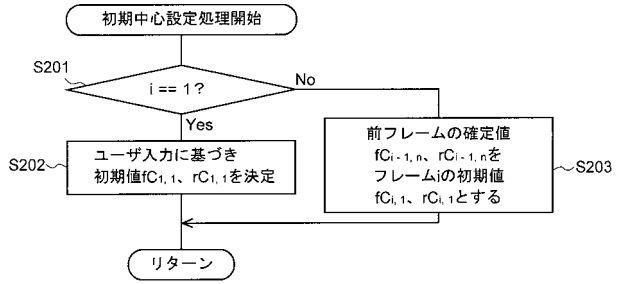 初期中心設定処理開始
S201
i == 1?
No
Yes
S202
ユーザ入力に基づき
初期値fC1, 1、rC1, 1を決定
前フレームの確定値
fCi - 1, n、rCi - 1, nを
フレームiの初期値
fCi, 1、rCi, 1とする
S203
リターン